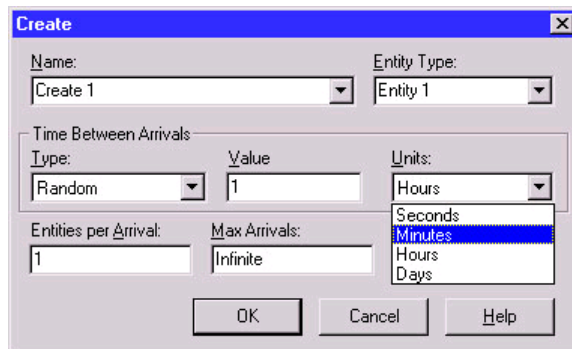 Create
Name:
Entity Type:
Create 1
Entity 1
Time Between Arrivals
Type:
Value
Units:
Random
1
Hours
Seconds
Minutes
Hours
Days
Entities per Arrival:
Max Arrivals:
1
Infinite
OK
Cancel
Help